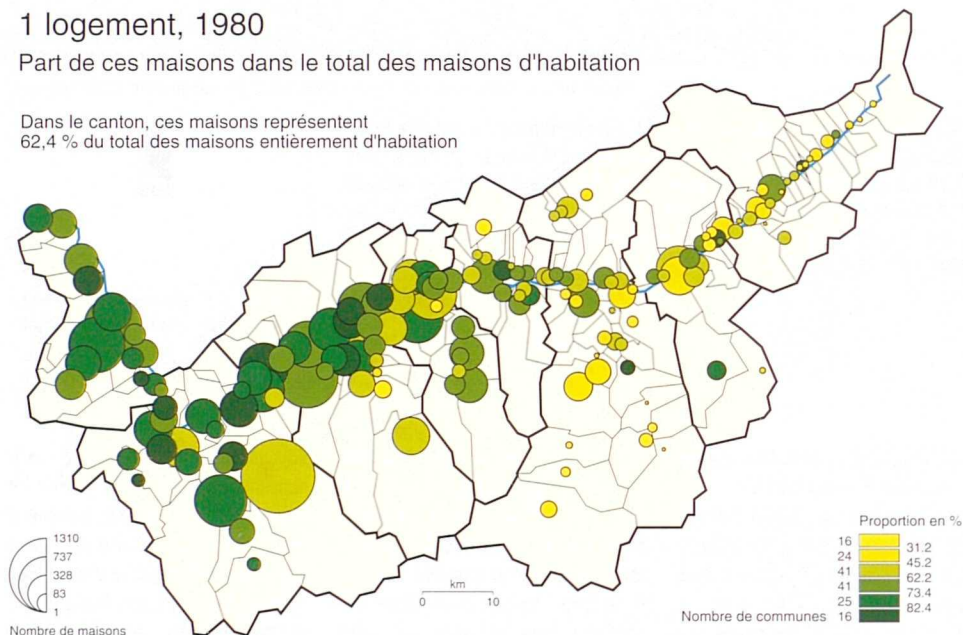 1 logement, 1980
Part de ces maisons dans le total des maisons d'habitation
Dans le canton, ces maisons représentent
62,4 % du total des maisons entièrement d'habitation
1310
737
328
83
1
Nombre de maisons
km
0 10
Proportion en %
16
31.2
24
45.2
41
62.2
41
73.4
25
82.4
Nombre de communes 16